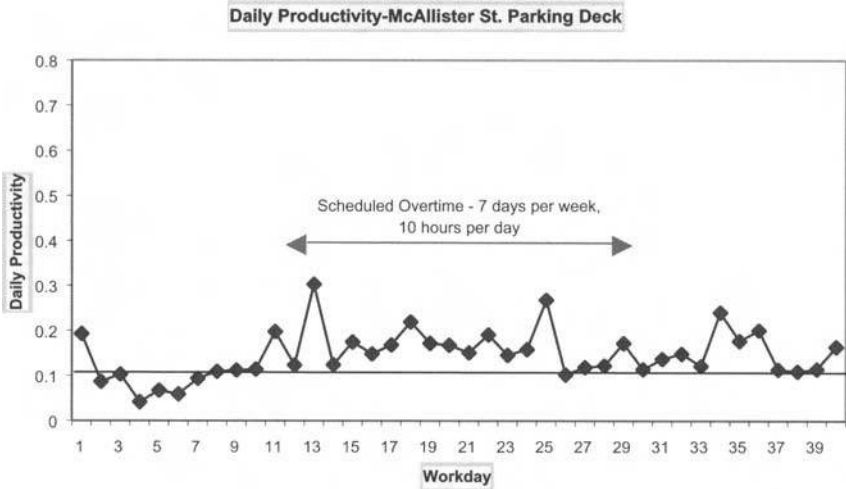 Daily Productivity-McAllister St. Parking Deck
0.8
0.7
0.6
0.5
0.4
0.3
0.2
0.1
0
Daily Productivity
Scheduled Overtime - 7 days per week,
10 hours per day
1 3 5 7 9 11 13 15 17 19 21 23 25 27 29 31 33 35 37 39
Workday